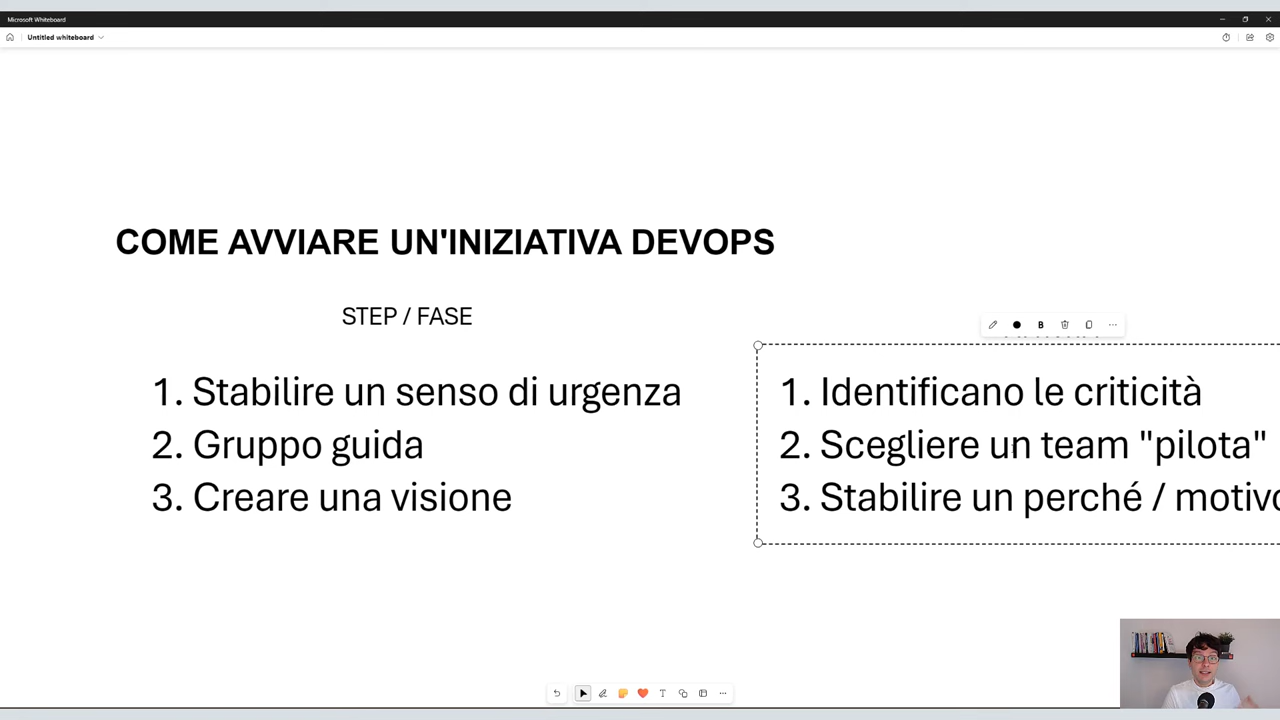 Microsoft Whiteboard
Untitled whiteboard
COME AVVIARE UN'INIZIATIVA DEVOPS
STEP / FASE
1. Stabilire un senso di urgenza
2. Gruppo guida
3. Creare una visione
B
1. Identificano le criticità
2. Scegliere un team "pilota"
3. Stabilire un perché / motivo